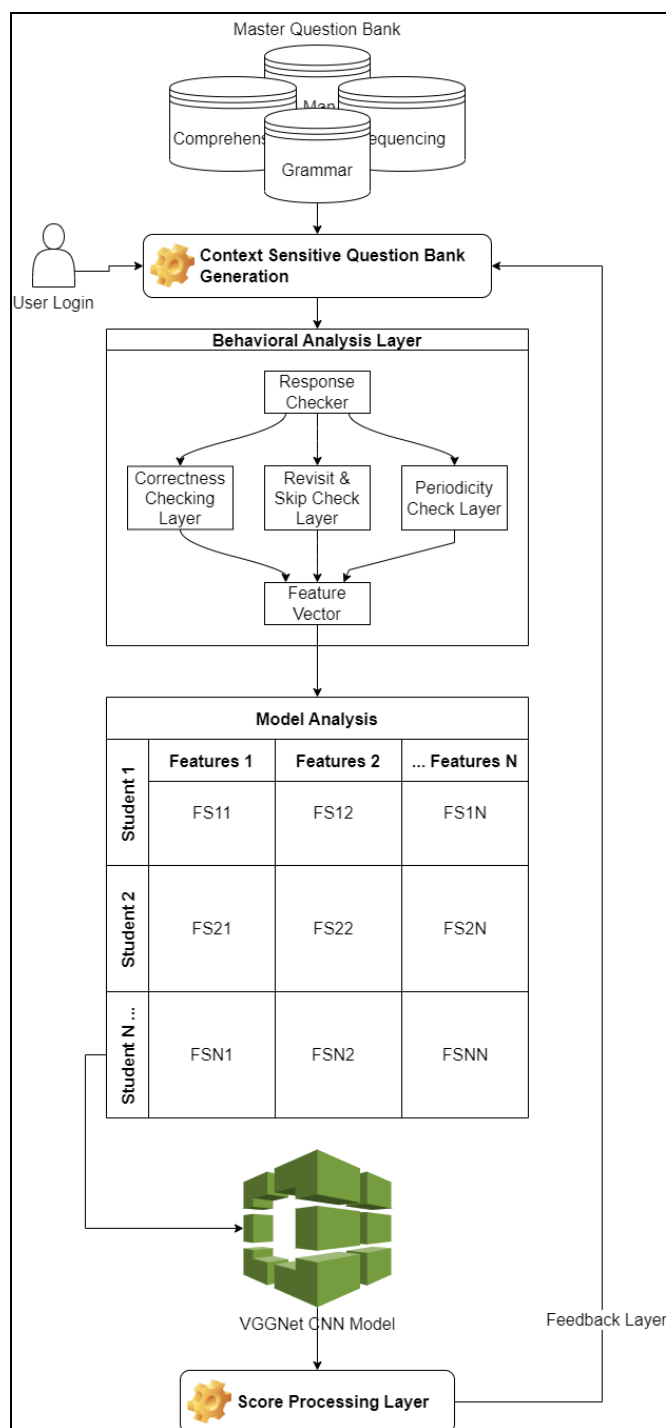 Master Question Bank
Man
Comprehens
equencing
Grammar
Context Sensitive Question Bank
Generation
User Login
Behavioral Analysis Layer
Response
Checker
Correctness
Checking
Layer
Revisit &
Skip Check
Layer
Periodicity
Check Layer
Feature
Vector
Model Analysis
Features 1
Features 2
... Features N
Student 1
FS11
FS12
FS1N
Student 2
FS21
FS22
FS2N
Student N ...
FSN1
FSN2
FSNN
VGGNet CNN Model
Feedback Layer
Score Processing Layer